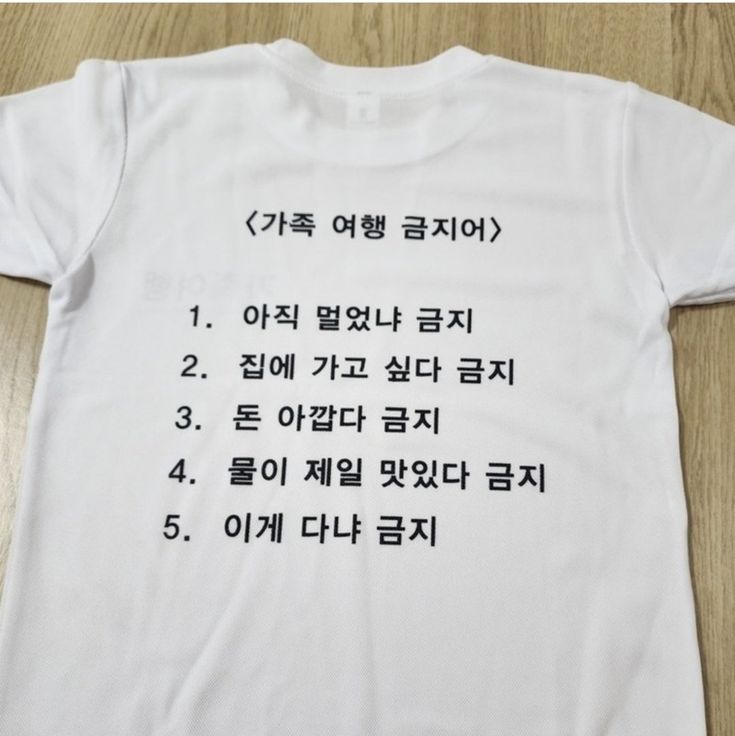 <가족 여행 금지어>
1. 아직 멀었냐 금지
2. 집에 가고 싶다 금지
3. 돈 아깝다 금지
4. 물이 제일 맛있다 금지
5. 이게 다냐 금지